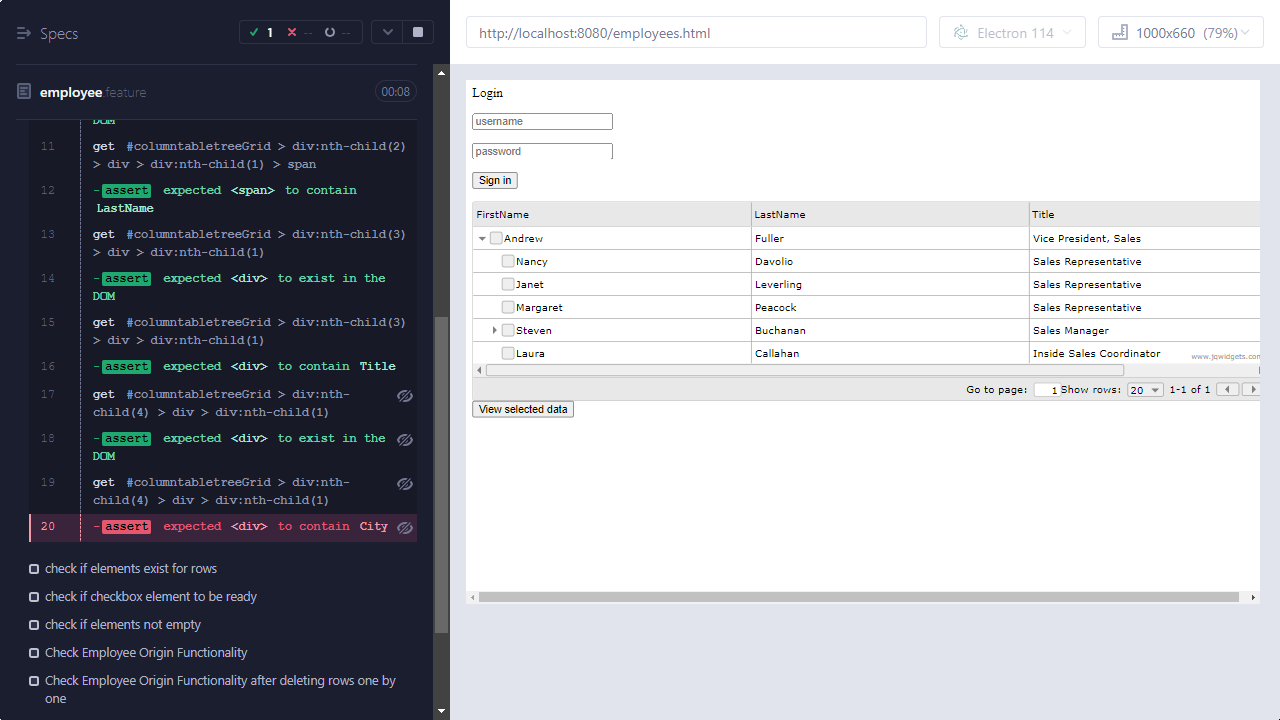 Specs
1
--
--
employee.feature
00:08
DOM
11 get #columntabletreeGrid > div:nth-child(2)
> div > div:nth-child(1) > span
12 -assert expected <span> to contain
LastName
13 get #columntabletreeGrid > div:nth-child(3)
> div > div:nth-child(1)
14 -assert expected <div> to exist in the
DOM
15 get #columntabletreeGrid > div:nth-child(3)
> div > div:nth-child(1)
16 -assert expected <div> to contain Title
17 get #columntabletreeGrid > div:nth-
child(4) > div > div:nth-child(1)
18 -assert expected <div> to exist in the
DOM
19 get #columntabletreeGrid > div:nth-
child(4) > div > div:nth-child(1)
20 -assert expected <div> to contain City
check if elements exist for rows
check if checkbox element to be ready
check if elements not empty
Check Employee Origin Functionality
Check Employee Origin Functionality after deleting rows one by
one
http://localhost:8080/employees.html
Electron 114
1000x660 (79%)
Login
username
password
Sign in
FirstName LastName Title
Andrew Fuller Vice President, Sales
Nancy Davolio Sales Representative
Janet Leverling Sales Representative
Margaret Peacock Sales Representative
Steven Buchanan Sales Manager
Laura Callahan Inside Sales Coordinator
www.jqwidgets.com
Go to page: 1 Show rows: 20 1-1 of 1
View selected data